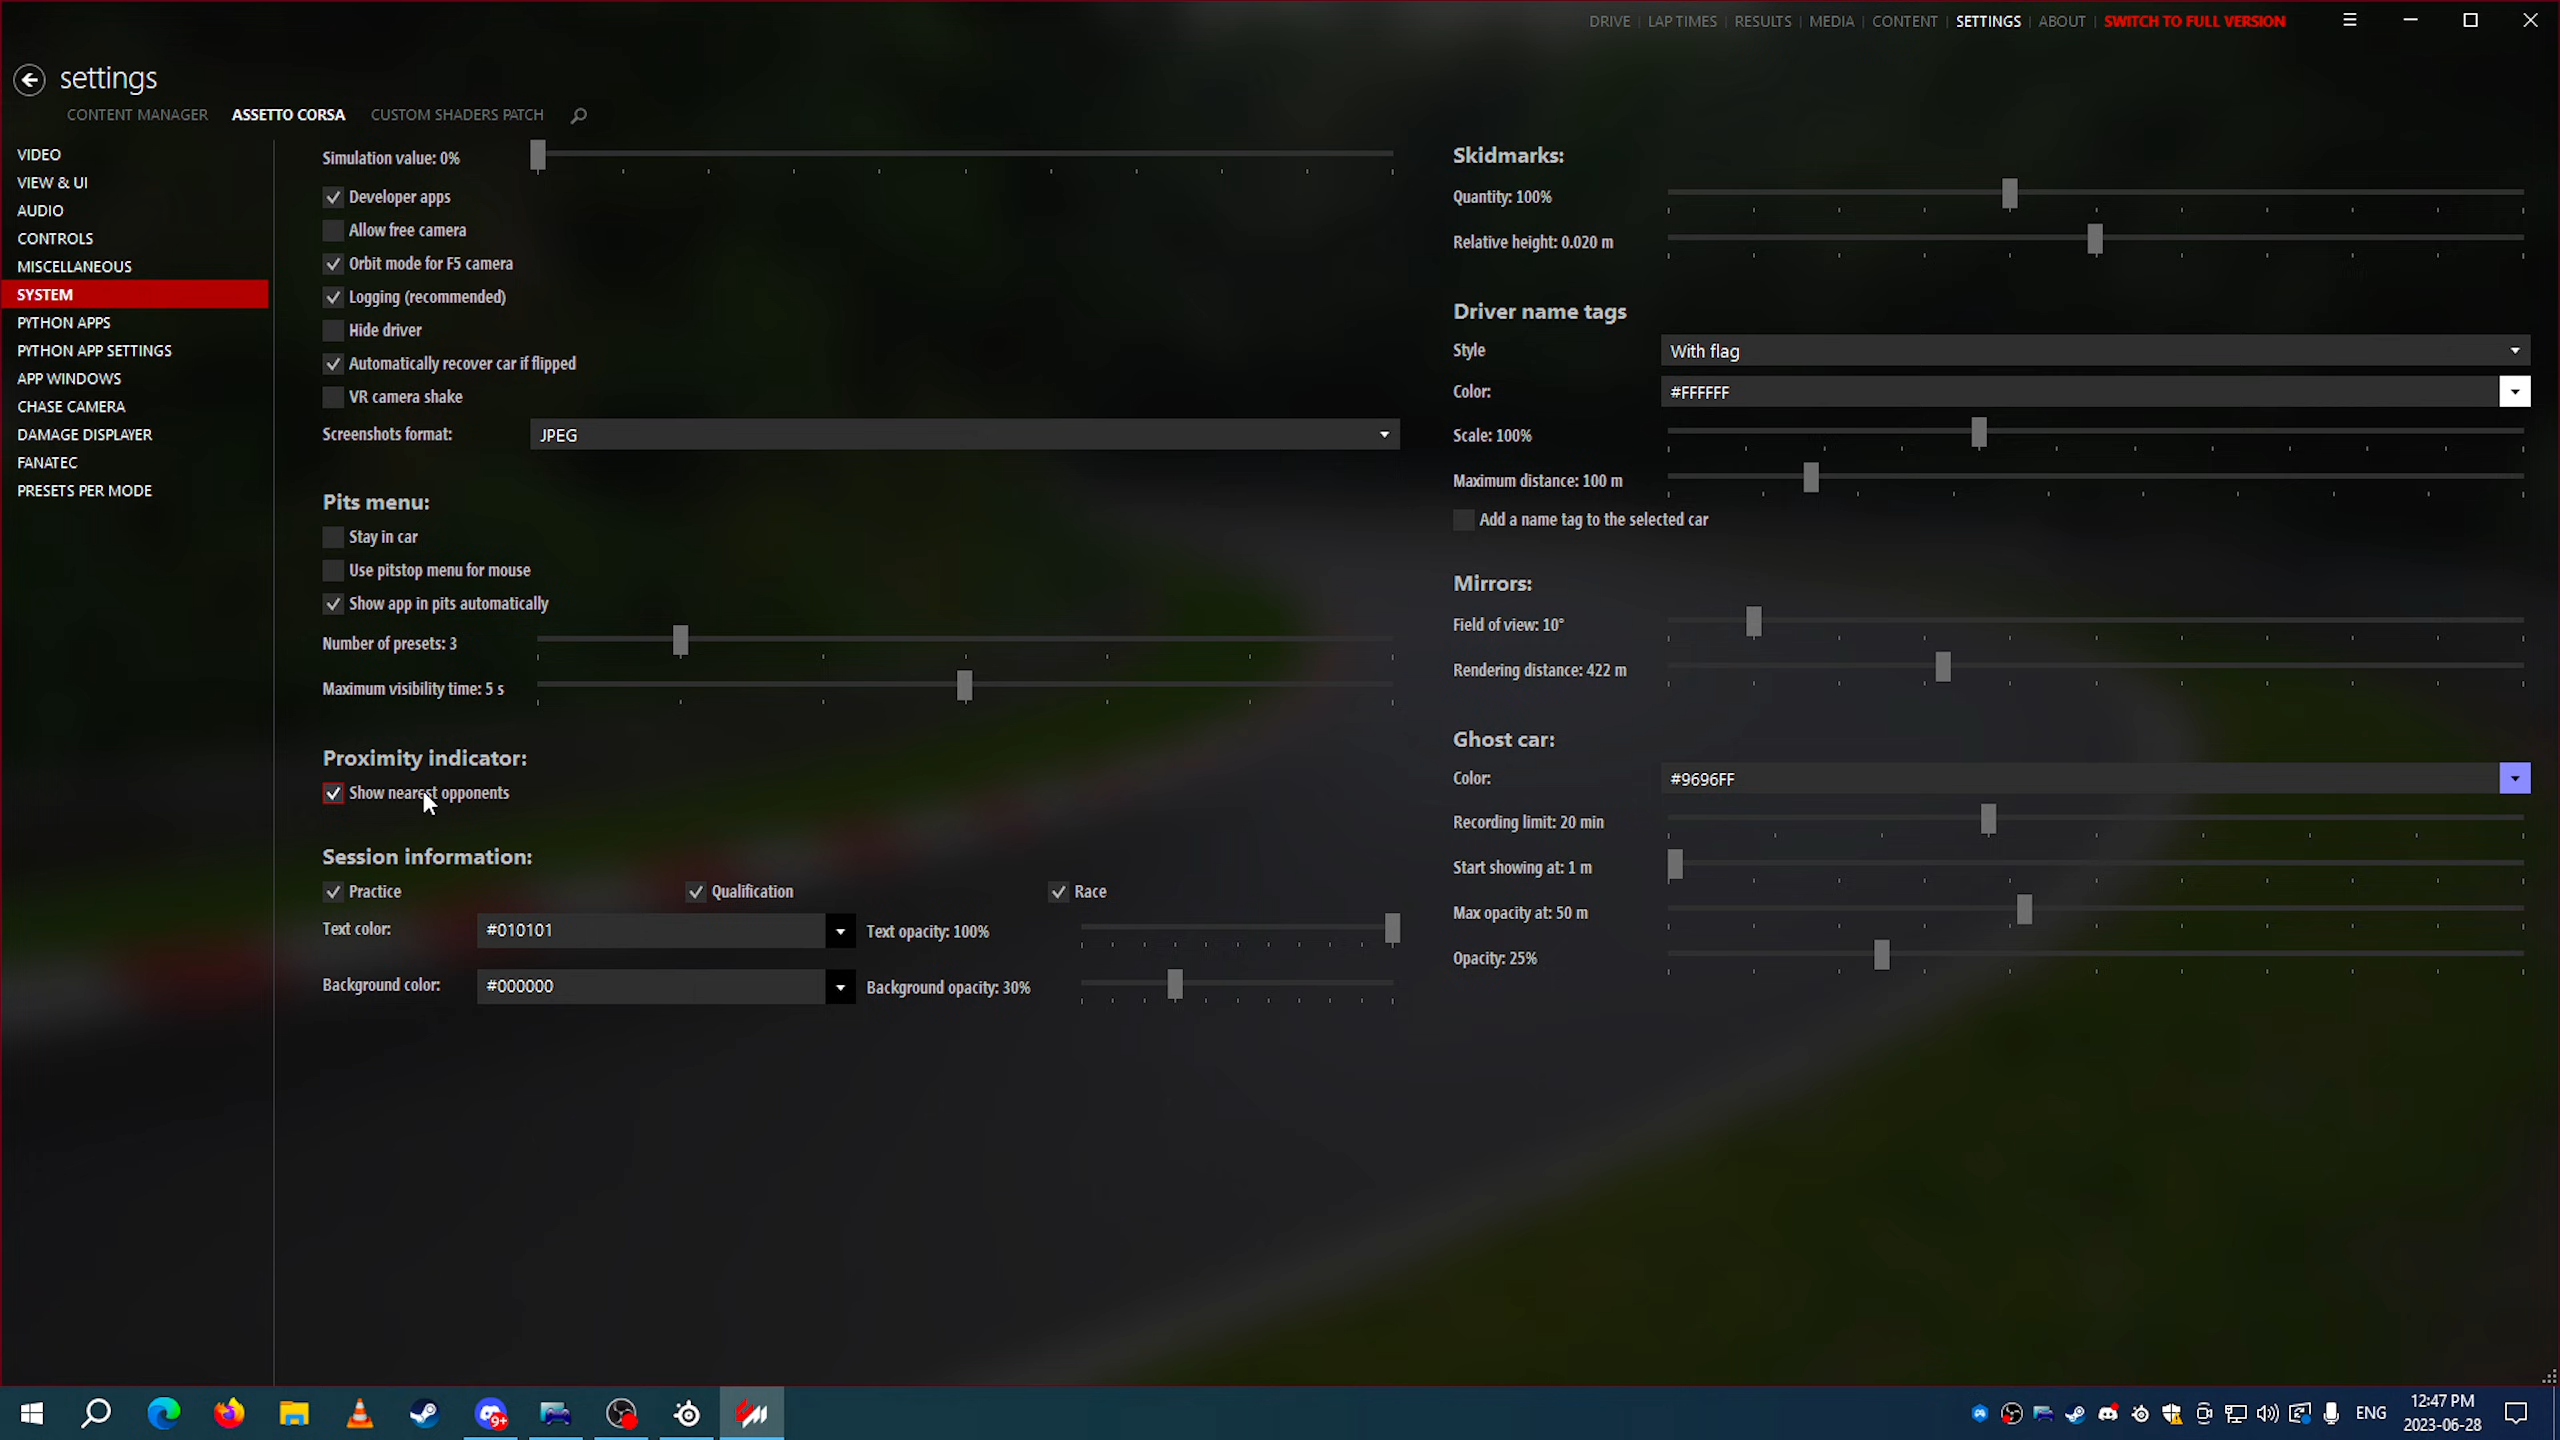 DRIVE | LAP TIMES | RESULTS | MEDIA | CONTENT | SETTINGS | ABOUT | SWITCH TO FULL VERSION
settings
CONTENT MANAGER ASSETTO CORSA CUSTOM SHADERS PATCH
VIDEO
VIEW & UI
AUDIO
CONTROLS
MISCELLANEOUS
SYSTEM
PYTHON APPS
PYTHON APP SETTINGS
APP WINDOWS
CHASE CAMERA
DAMAGE DISPLAYER
FANATEC
PRESETS PER MODE
Simulation value: 0%
Developer apps
Allow free camera
Orbit mode for F5 camera
Logging (recommended)
Hide driver
Automatically recover car if flipped
VR camera shake
Screenshots format: JPEG
Pits menu:
Stay in car
Use pitstop menu for mouse
Show app in pits automatically
Number of presets: 3
Maximum visibility time: 5 s
Proximity indicator:
Show nearest opponents
Session information:
Practice Qualification Race
Text color: #010101 Text opacity: 100%
Background color: #000000 Background opacity: 30%
Skidmarks:
Quantity: 100%
Relative height: 0.020 m
Driver name tags
Style With flag
Color: #FFFFFF
Scale: 100%
Maximum distance: 100 m
Add a name tag to the selected car
Mirrors:
Field of view: 10°
Rendering distance: 422 m
Ghost car:
Color: #9696FF
Recording limit: 20 min
Start showing at: 1 m
Max opacity at: 50 m
Opacity: 25%
9+
ENG
12:47 PM
2023-06-28